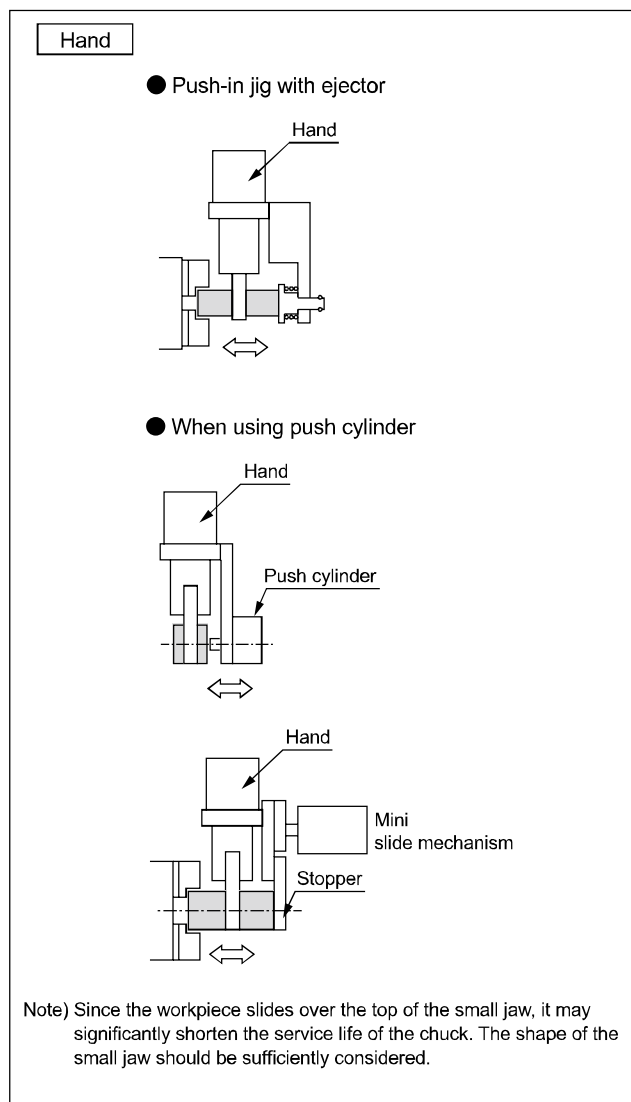 Hand
● Push-in jig with ejector
Hand
● When using push cylinder
Hand
Push cylinder
Hand
Mini
slide mechanism
Stopper
Note) Since the workpiece slides over the top of the small jaw, it may
significantly shorten the service life of the chuck. The shape of the
small jaw should be sufficiently considered.